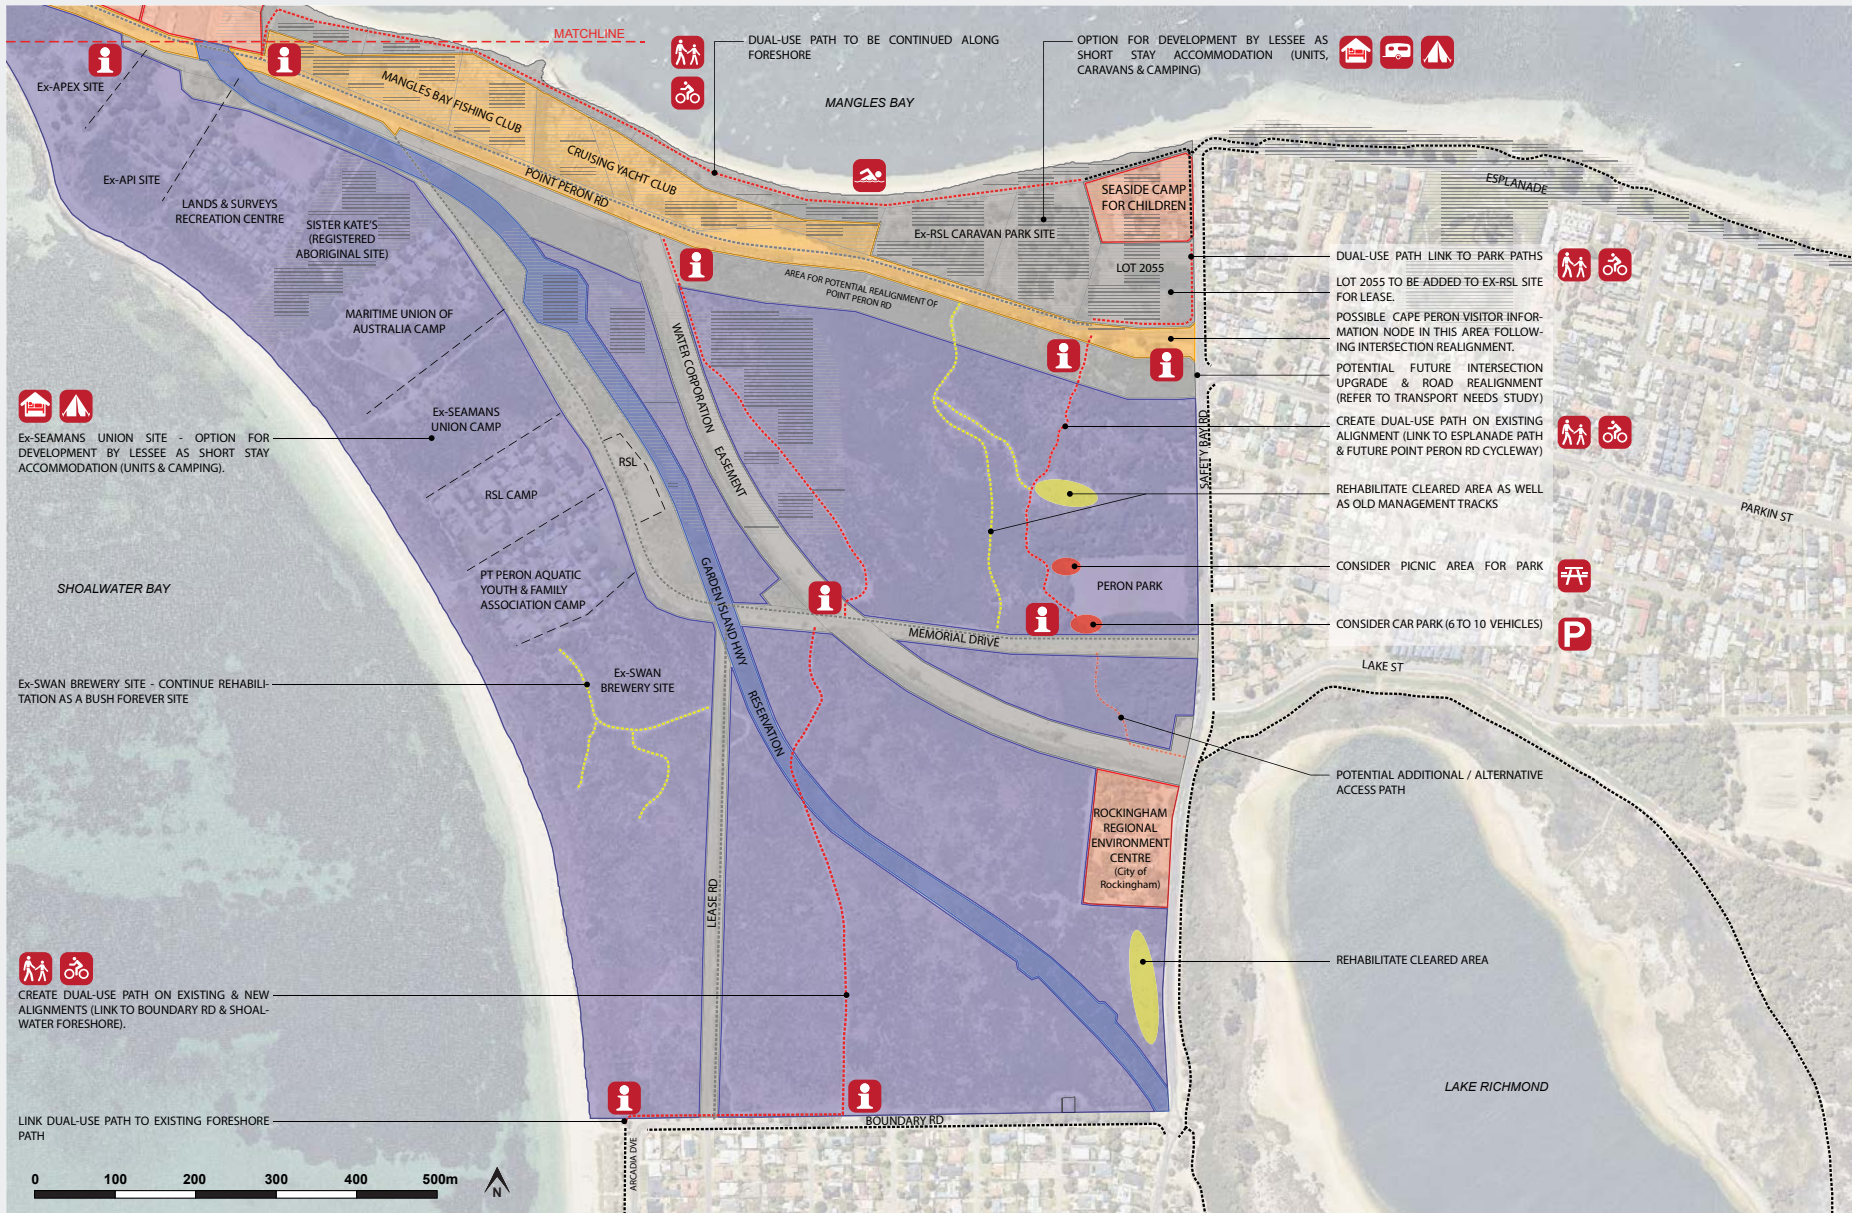 MATCHLINE
DUAL-USE PATH TO BE CONTINUED ALONG
FORESHORE
OPTION FOR DEVELOPMENT BY LESSEE AS
SHORT STAY ACCOMMODATION (UNITS,
CARAVANS & CAMPING)
Ex-APEX SITE
MANGLES BAY FISHING CLUB
MANGLES BAY
CRUISING YACHT CLUB
POINT PERON RD
Ex-API SITE
LANDS & SURVEYS
RECREATION CENTRE
SISTER KATE'S
(REGISTERED
ABORIGINAL SITE)
SEASIDE CAMP
FOR CHILDREN
ESPLANADE
Ex-RSL CARAVAN PARK SITE
LOT 2055
AREA FOR POTENTIAL REALIGNMENT OF
POINT PERON RD
DUAL-USE PATH LINK TO PARK PATHS
LOT 2055 TO BE ADDED TO EX-RSL SITE
FOR LEASE.
POSSIBLE CAPE PERON VISITOR INFOR-
MATION NODE IN THIS AREA FOLLOW-
ING INTERSECTION REALIGNMENT.
POTENTIAL FUTURE INTERSECTION
UPGRADE & ROAD REALIGNMENT
(REFER TO TRANSPORT NEEDS STUDY)
CREATE DUAL-USE PATH ON EXISTING
ALIGNMENT (LINK TO ESPLANADE PATH
& FUTURE POINT PERON RD CYCLEWAY)
REHABILITATE CLEARED AREA AS WELL
AS OLD MANAGEMENT TRACKS
CONSIDER PICNIC AREA FOR PARK
CONSIDER CAR PARK (6 TO 10 VEHICLES)
P
MARITIME UNION OF
AUSTRALIA CAMP
WATER CORPORATION EASEMENT
Ex-SEAMANS
UNION CAMP
Ex-SEAMANS UNION SITE - OPTION FOR
DEVELOPMENT BY LESSEE AS SHORT STAY
ACCOMMODATION (UNITS & CAMPING).
RSL
RSL CAMP
SAFETY BAY RD
PARKIN ST
SHOALWATER BAY
PT PERON AQUATIC
YOUTH & FAMILY
ASSOCIATION CAMP
GARDEN ISLAND HWY
RESERVATION
PERON PARK
MEMORIAL DRIVE
LAKE ST
Ex-SWAN
BREWERY SITE
Ex-SWAN BREWERY SITE - CONTINUE REHABILI-
TATION AS A BUSH FOREVER SITE
POTENTIAL ADDITIONAL / ALTERNATIVE
ACCESS PATH
ROCKINGHAM
REGIONAL
ENVIRONMENT
CENTRE
(City of
Rockingham)
LEASE RD
REHABILITATE CLEARED AREA
CREATE DUAL-USE PATH ON EXISTING & NEW
ALIGNMENTS (LINK TO BOUNDARY RD & SHOAL-
WATER FORESHORE).
LAKE RICHMOND
LINK DUAL-USE PATH TO EXISTING FORESHORE
PATH
BOUNDARY RD
ARCADIA DVE
0 100 200 300 400 500m
N